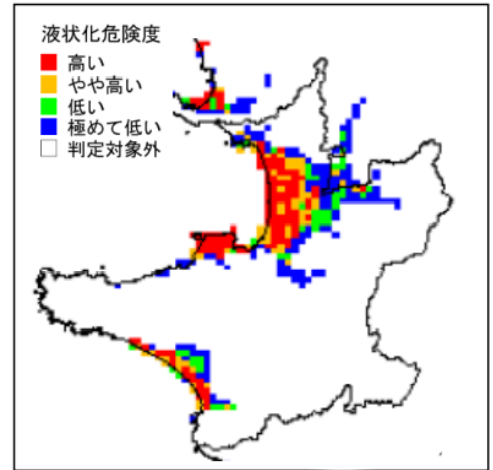 液状化危険度
高い
やや高い
低い
極めて低い
判定対象外